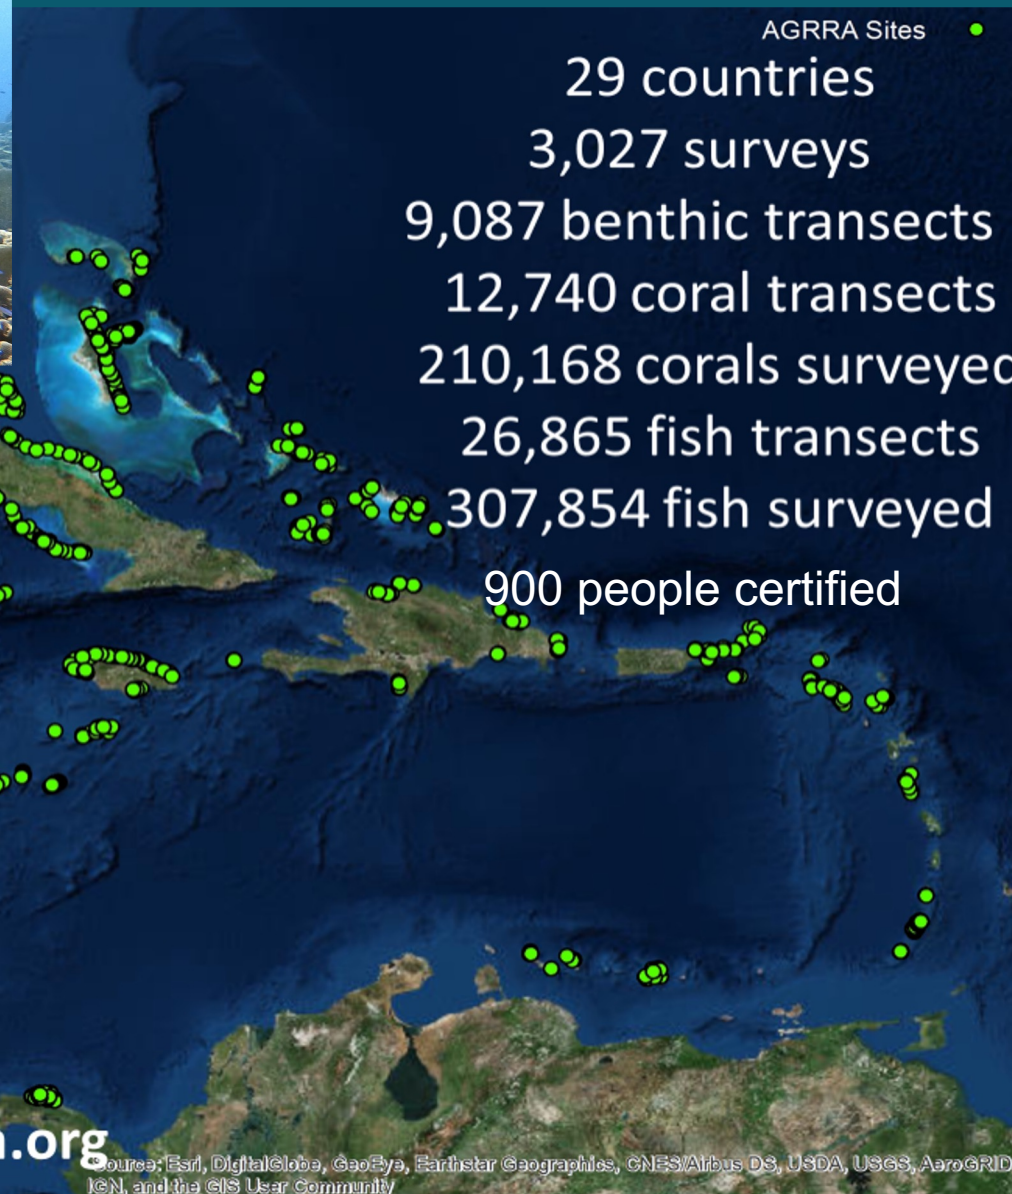 AGRRA Sites
29 countries
3,027 surveys
9,087 benthic transects
12,740 coral transects
210,168 corals surveyed
26,865 fish transects
307,854 fish surveyed
900 people certified
.org
Source: Esri, DigitalGlobe, GeoEye, Earthstar Geographics, CNES/Airbus DS, USDA, USGS, AeroGRID
IGN, and the GIS User Community